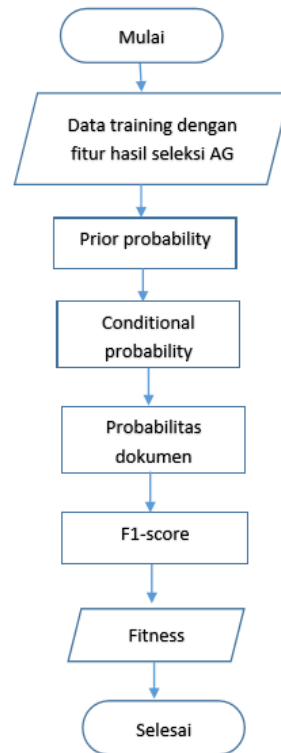 Mulai
Data training dengan
fitur hasil seleksi AG
Prior probability
Conditional
probability
Probabilitas
dokumen
F1-score
Fitness
Selesai